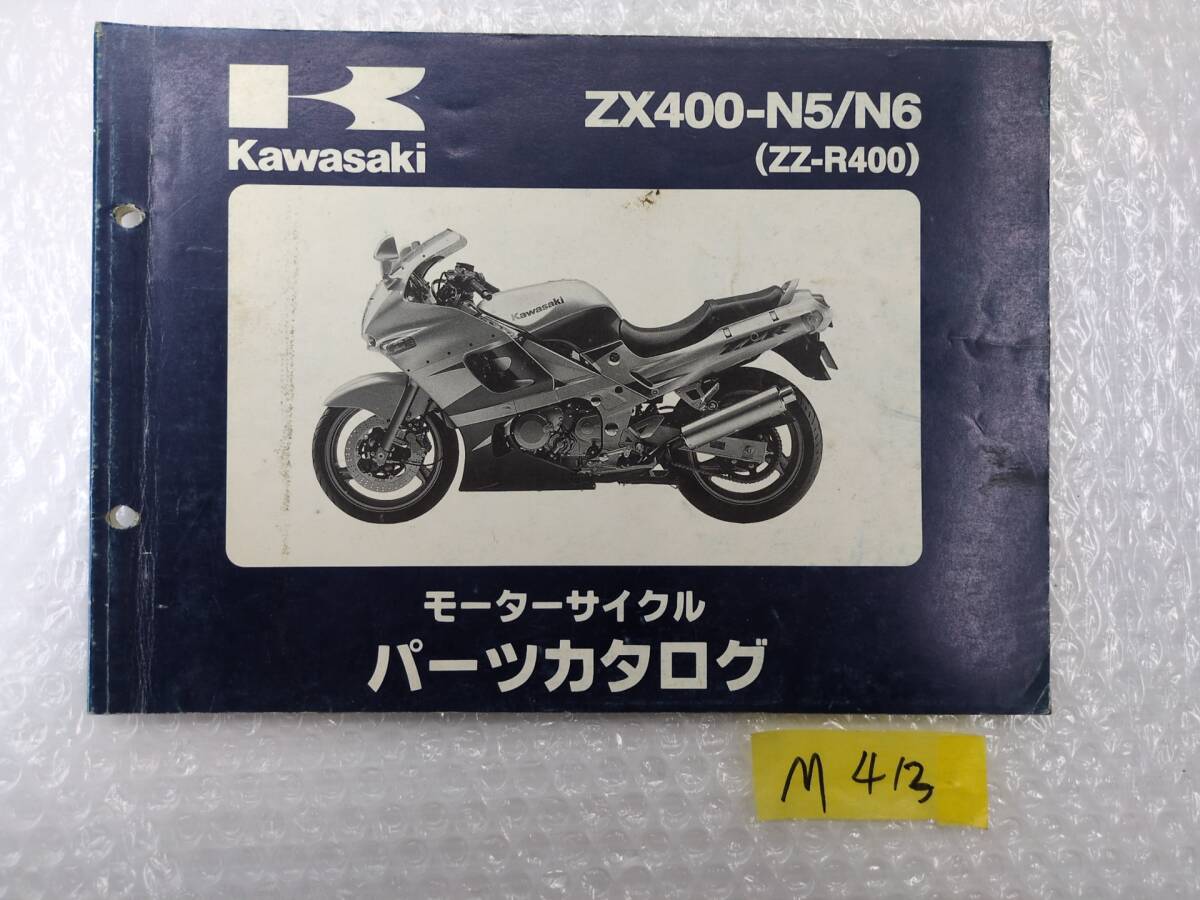 Kawasaki
ZX400-N5/N6
(ZZ-R400)
Kawasaki
ZZ-R
モーターサイクル
パーツカタログ
M 413